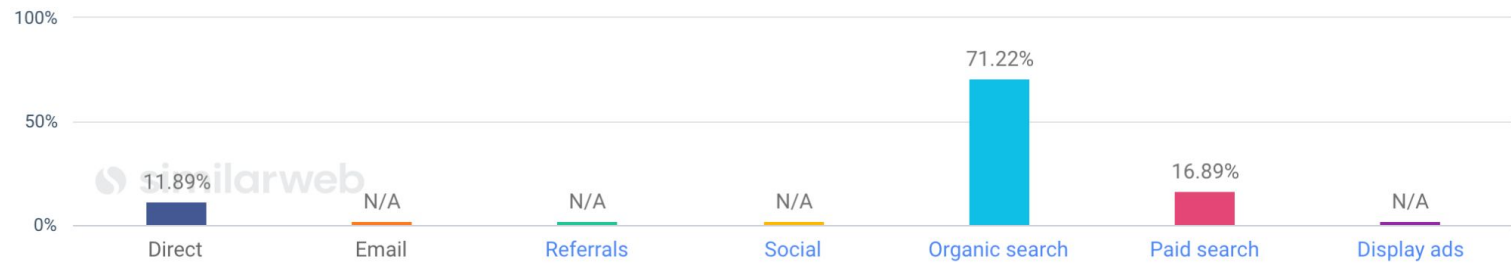 100%
71.22%
50%
similarweb
11.89%
16.89%
N/A
N/A
N/A
N/A
0%
Direct
Email
Referrals
Social
Organic search
Paid search
Display ads